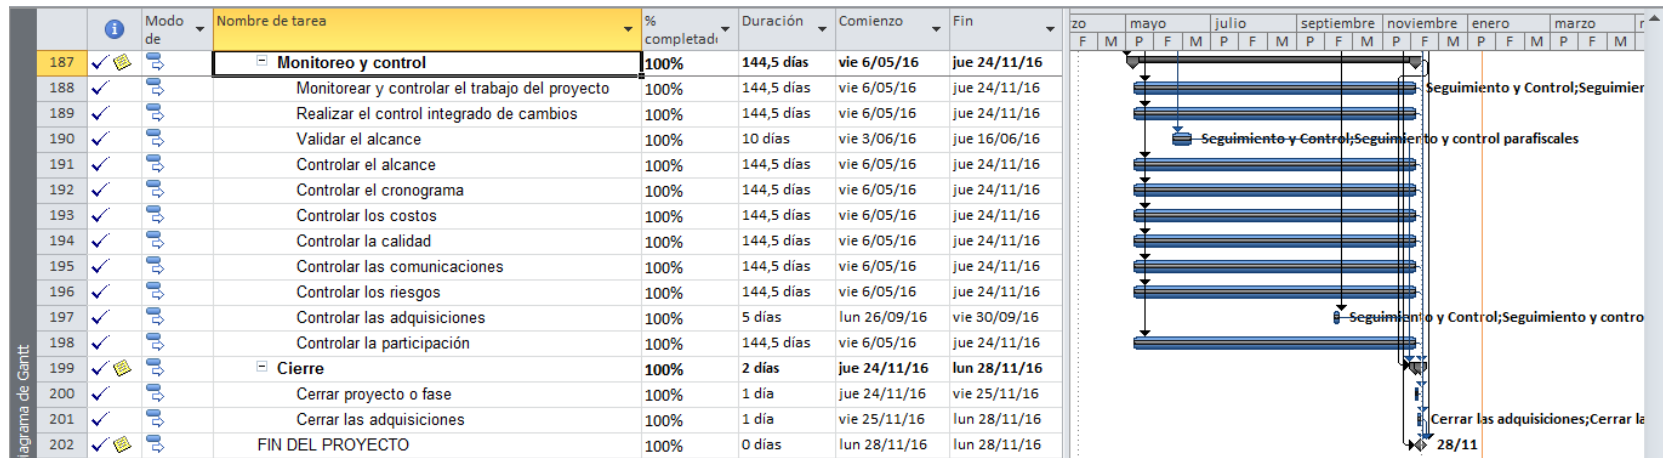 Modo de
Nombre de tarea
% completado
Duración
Comienzo
Fin
mayo julio septiembre noviembre enero marzo
F M P F M P F M P F M P F M P F M P F M
187 Monitoreo y control 100% 144,5 días vie 6/05/16 jue 24/11/16
188 Monitorear y controlar el trabajo del proyecto 100% 144,5 días vie 6/05/16 jue 24/11/16 Seguimiento y Control;Seguimier
189 Realizar el control integrado de cambios 100% 144,5 días vie 6/05/16 jue 24/11/16
190 Validar el alcance 100% 10 días vie 3/06/16 jue 16/06/16 Seguimiento y Control;Seguimiento y control parafiscales
191 Controlar el alcance 100% 144,5 días vie 6/05/16 jue 24/11/16
192 Controlar el cronograma 100% 144,5 días vie 6/05/16 jue 24/11/16
193 Controlar los costos 100% 144,5 días vie 6/05/16 jue 24/11/16
194 Controlar la calidad 100% 144,5 días vie 6/05/16 jue 24/11/16
195 Controlar las comunicaciones 100% 144,5 días vie 6/05/16 jue 24/11/16
196 Controlar los riesgos 100% 144,5 días vie 6/05/16 jue 24/11/16
197 Controlar las adquisiciones 100% 5 días lun 26/09/16 vie 30/09/16 Seguimiento y Control;Seguimiento y contro
198 Controlar la participación 100% 144,5 días vie 6/05/16 jue 24/11/16
199 Cierre 100% 2 días jue 24/11/16 lun 28/11/16
200 Cerrar proyecto o fase 100% 1 día jue 24/11/16 vie 25/11/16
201 Cerrar las adquisiciones 100% 1 día vie 25/11/16 lun 28/11/16 Cerrar las adquisiciones;Cerrar la
202 FIN DEL PROYECTO 100% 0 días lun 28/11/16 lun 28/11/16 28/11
iagrama de Gantt